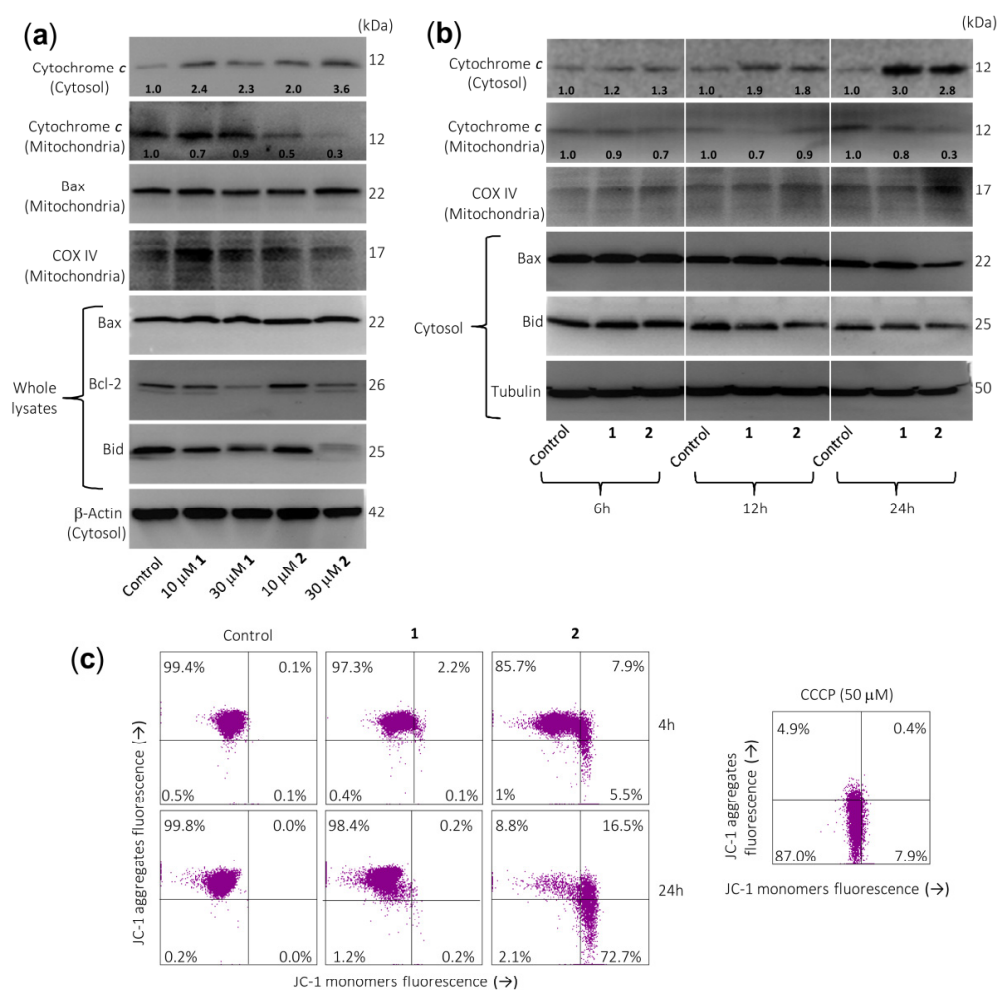 (a)
(kDa)
Cytochrome c
(Cytosol)
1.0 2.4 2.3 2.0 3.6
12
Cytochrome c
(Mitochondria)
1.0 0.7 0.9 0.5 0.3
12
Bax
(Mitochondria)
22
COX IV
(Mitochondria)
17
Whole
lysates
Bax
22
Bcl-2
26
Bid
25
β-Actin
(Cytosol)
42
Control 10 μM 1 30 μM 1 10 μM 2 30 μM 2
(b)
(kDa)
Cytochrome c
(Cytosol)
1.0 1.2 1.3 1.0 1.9 1.8 1.0 3.0 2.8
12
Cytochrome c
(Mitochondria)
1.0 0.9 0.7 1.0 0.7 0.9 1.0 0.8 0.3
12
COX IV
(Mitochondria)
17
Cytosol
Bax
22
Bid
25
Tubulin
50
Control 1 2 Control 1 2 Control 1 2
6h 12h 24h
(c)
Control 1 2
99.4% 0.1% 97.3% 2.2% 85.7% 7.9%
4h
0.5% 0.1% 0.4% 0.1% 1% 5.5%
99.8% 0.0% 98.4% 0.2% 8.8% 16.5%
24h
0.2% 0.0% 1.2% 0.2% 2.1% 72.7%
JC-1 aggregates fluorescence (→)
JC-1 monomers fluorescence (→)
CCCP (50 μM)
4.9% 0.4%
87.0% 7.9%
JC-1 aggregates
fluorescence (→)
JC-1 monomers fluorescence (→)